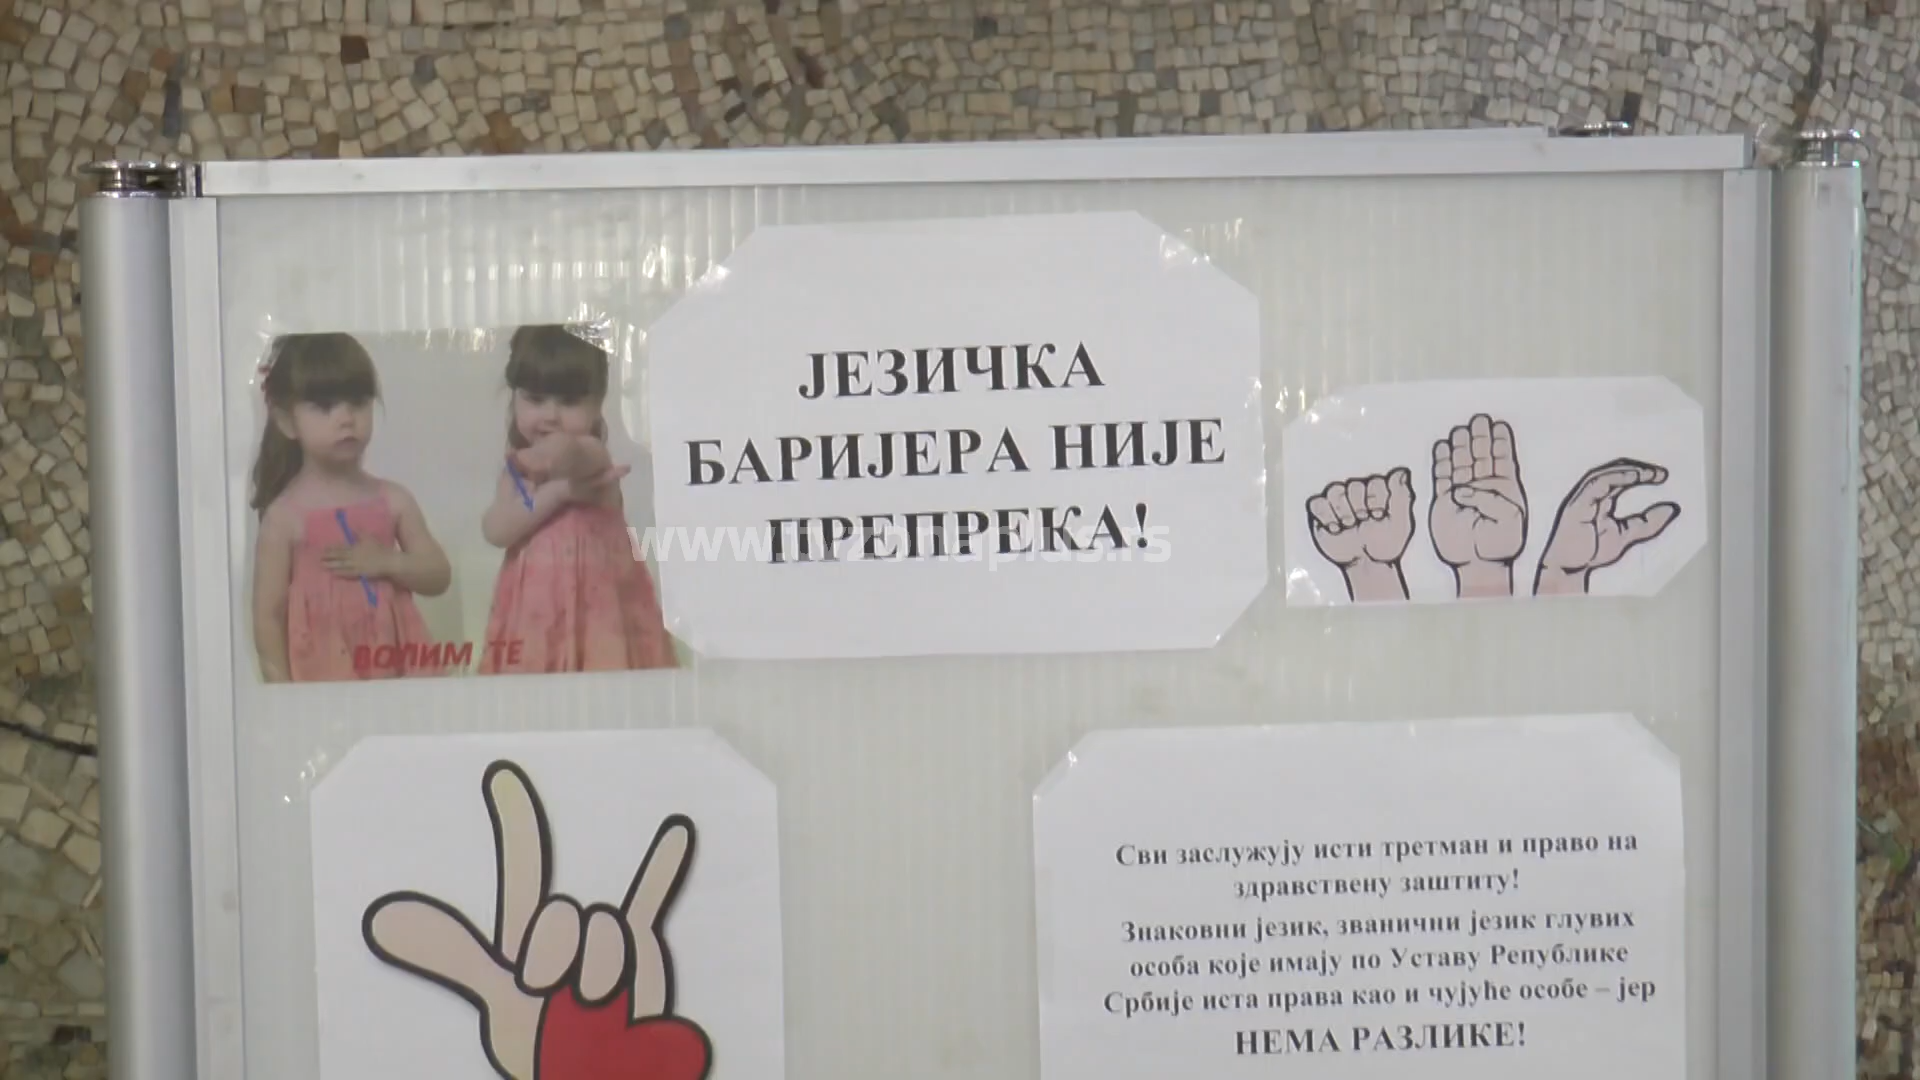 ЈЕЗИЧКА
БАРИЈЕРА НИЈЕ
ПРЕПРЕКА!
www.tvzonaplus.rs
ВОЛИМ ТЕ
Сви заслужују исти третман и право на
здравствену заштиту!
Знаковни језик, званични језик глувих
особа које имају по Уставу Републике
Србије иста права као и чујуће особе – јер
НЕМА РАЗЛИКЕ!